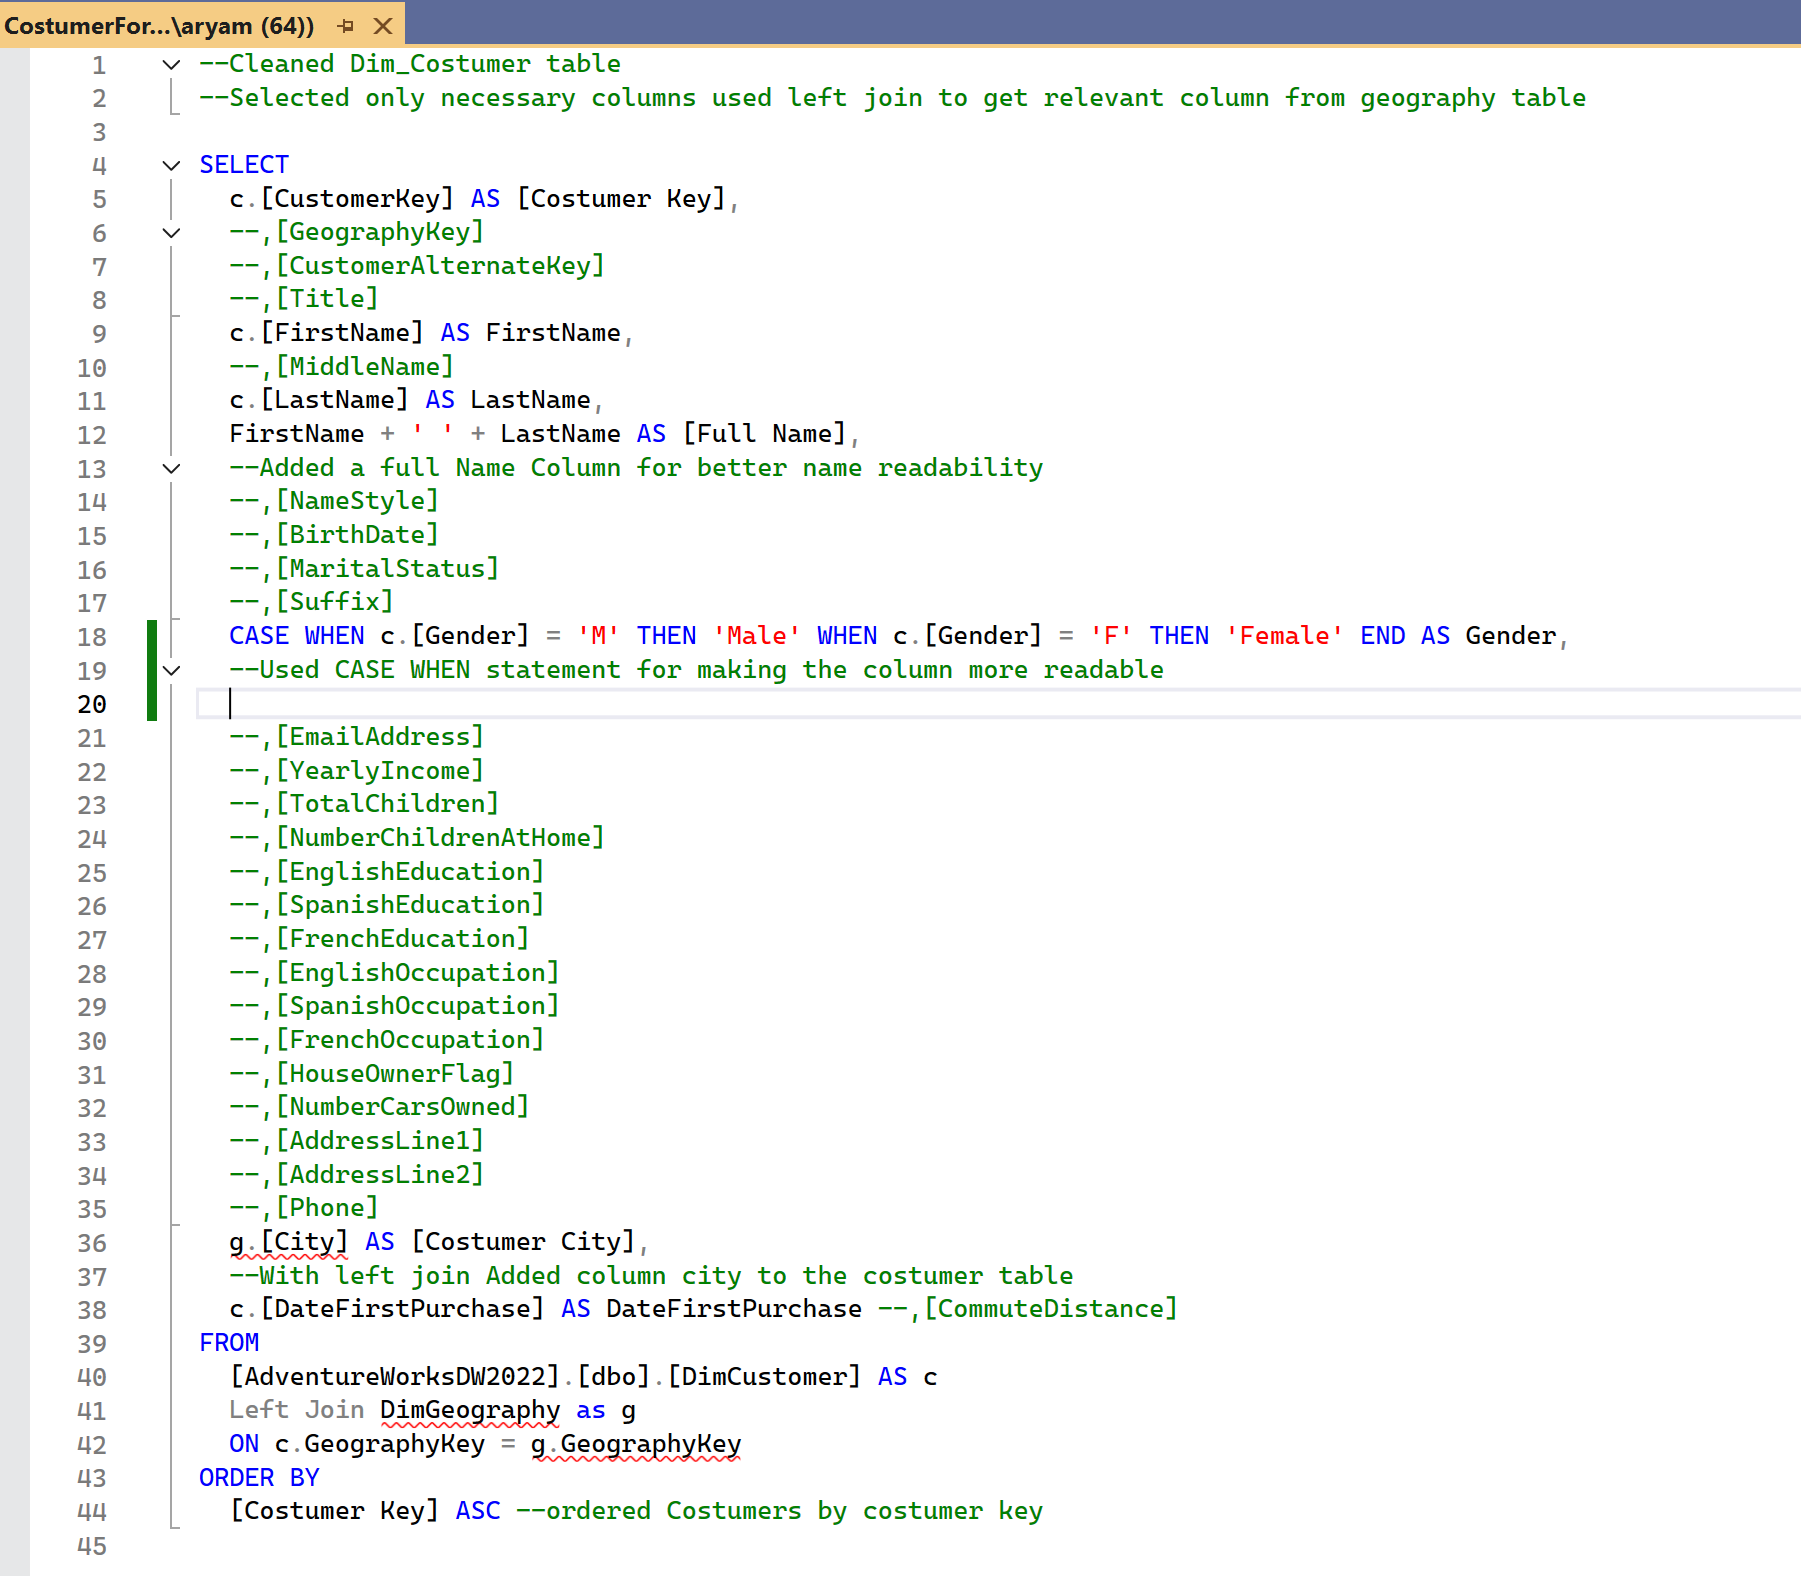 CostumerFor...\aryam (64))
1 --Cleaned Dim_Costumer table
2 --Selected only necessary columns used left join to get relevant column from geography table
3
4 SELECT
5 c.[CustomerKey] AS [Costumer Key],
6 --,[GeographyKey]
7 --,[CustomerAlternateKey]
8 --,[Title]
9 c.[FirstName] AS FirstName,
10 --,[MiddleName]
11 c.[LastName] AS LastName,
12 FirstName + ' ' + LastName AS [Full Name],
13 --Added a full Name Column for better name readability
14 --,[NameStyle]
15 --,[BirthDate]
16 --,[MaritalStatus]
17 --,[Suffix]
18 CASE WHEN c.[Gender] = 'M' THEN 'Male' WHEN c.[Gender] = 'F' THEN 'Female' END AS Gender,
19 --Used CASE WHEN statement for making the column more readable
20
21 --,[EmailAddress]
22 --,[YearlyIncome]
23 --,[TotalChildren]
24 --,[NumberChildrenAtHome]
25 --,[EnglishEducation]
26 --,[SpanishEducation]
27 --,[FrenchEducation]
28 --,[EnglishOccupation]
29 --,[SpanishOccupation]
30 --,[FrenchOccupation]
31 --,[HouseOwnerFlag]
32 --,[NumberCarsOwned]
33 --,[AddressLine1]
34 --,[AddressLine2]
35 --,[Phone]
36 g.[City] AS [Costumer City],
37 --With left join Added column city to the costumer table
38 c.[DateFirstPurchase] AS DateFirstPurchase --,[CommuteDistance]
39 FROM
40 [AdventureWorksDW2022].[dbo].[DimCustomer] AS c
41 Left Join DimGeography as g
42 ON c.GeographyKey = g.GeographyKey
43 ORDER BY
44 [Costumer Key] ASC --ordered Costumers by costumer key
45